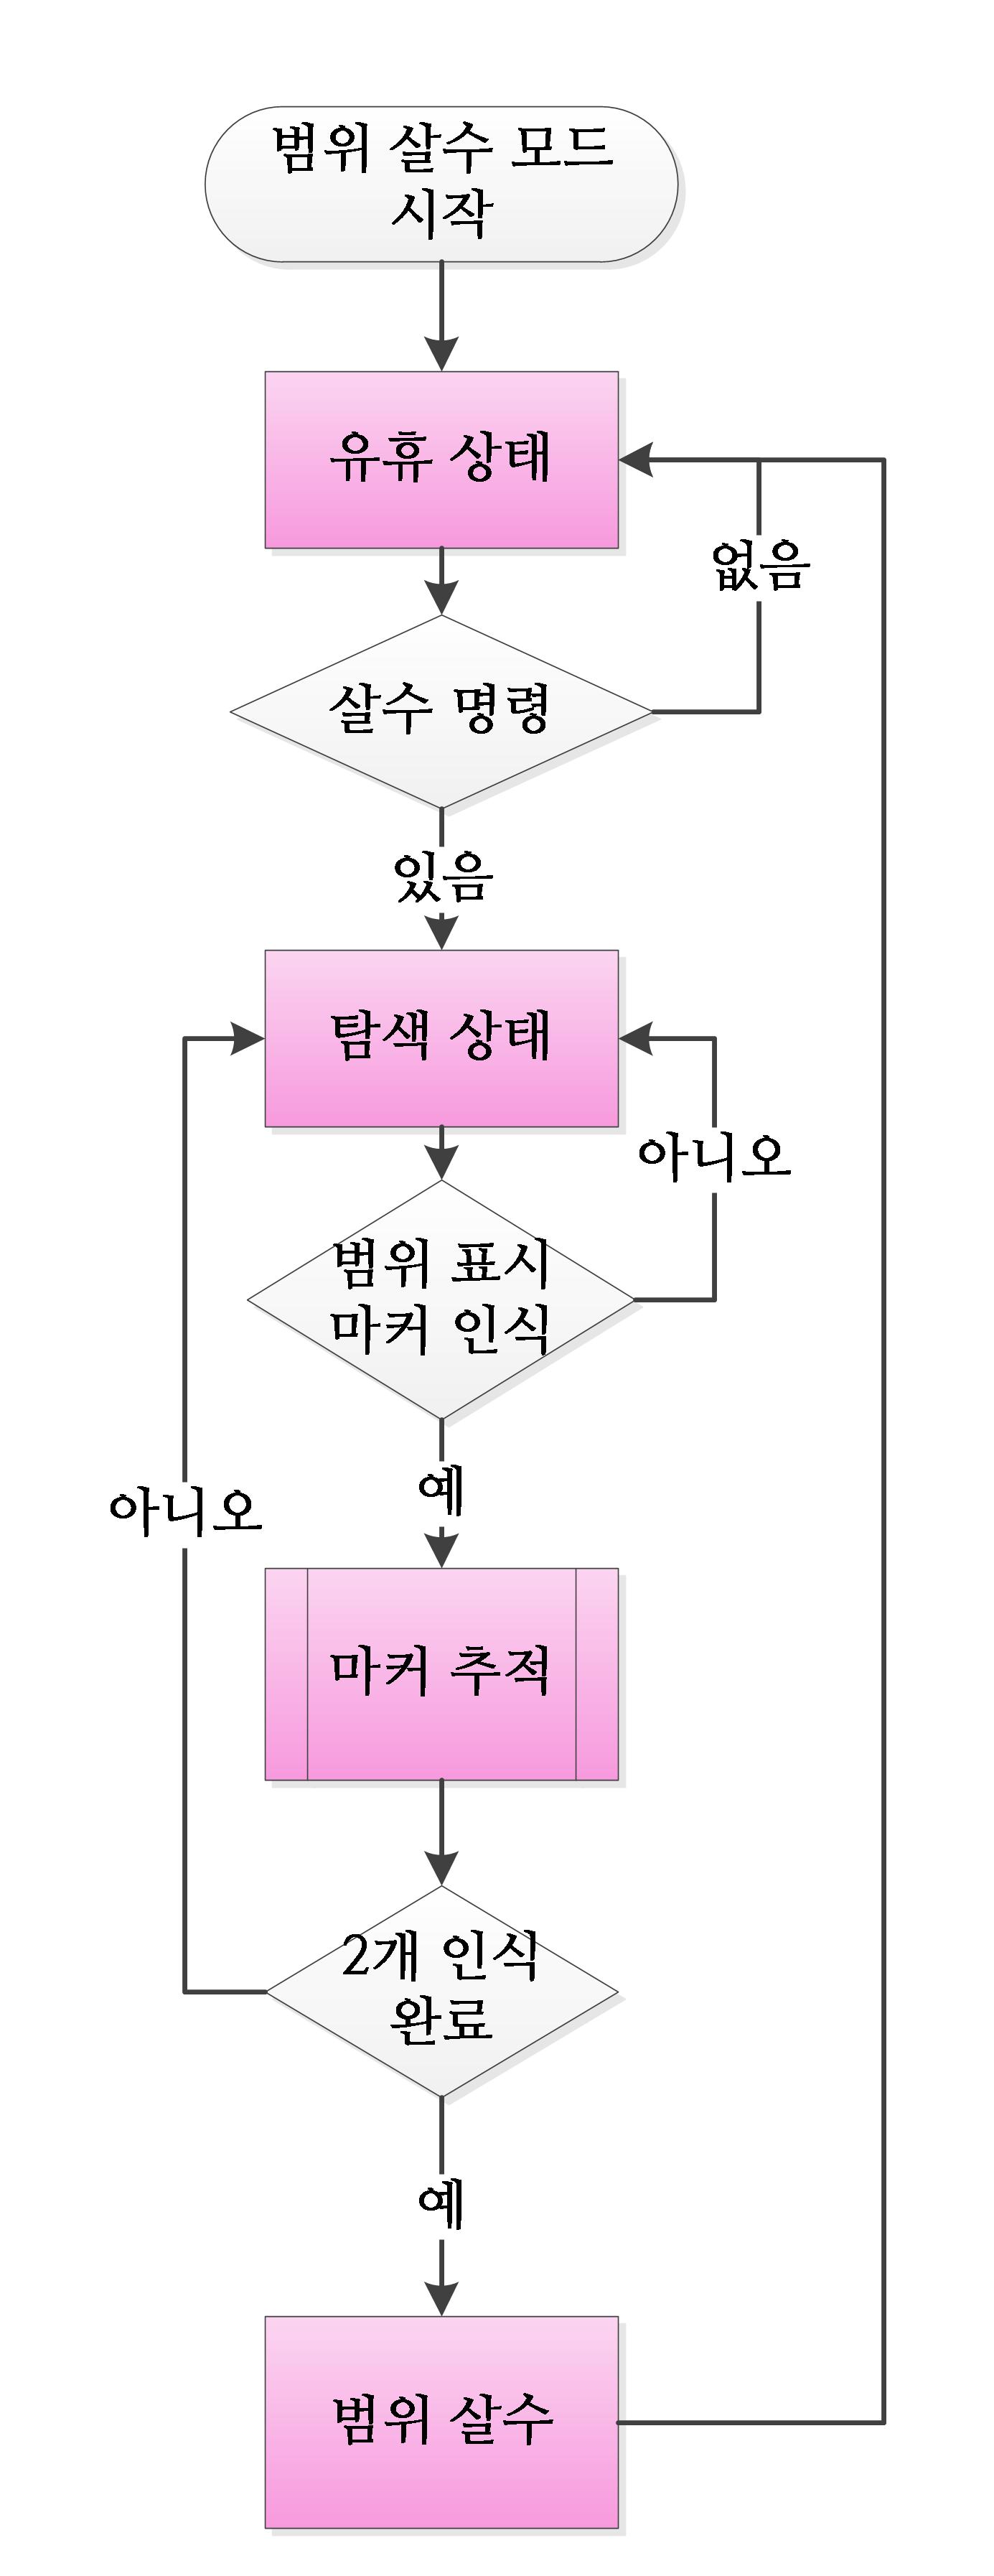 범위 살수 모드
시작
유휴 상태
없음
살수 명령
있음
탐색 상태
아니오
범위 표시
마커 인식
예
아니오
마커 추적
2개 인식
완료
예
범위 살수